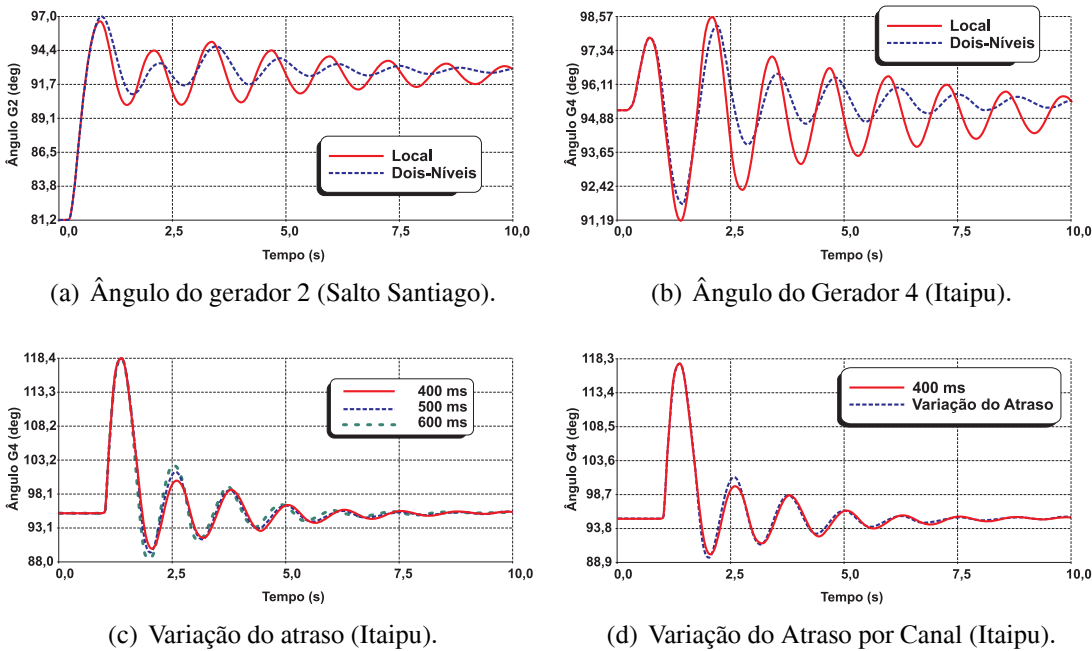 Ângulo G2 (deg)
97,0
94,4
91,7
89,1
86,5
83,8
81,2
0,0 2,5 5,0 7,5 10,0
Tempo (s)
Local
Dois-Níveis
(a) Ângulo do gerador 2 (Salto Santiago).
Ângulo G4 (deg)
98,57
97,34
96,11
94,88
93,65
92,42
91,19
0,0 2,5 5,0 7,5 10,0
Tempo (s)
Local
Dois-Níveis
(b) Ângulo do Gerador 4 (Itaipu).
Ângulo G4 (deg)
118,4
113,3
108,2
103,2
98,1
93,1
88,0
0,0 2,5 5,0 7,5 10,0
Tempo (s)
400 ms
500 ms
600 ms
(c) Variação do atraso (Itaipu).
Ângulo G4 (deg)
118,3
113,4
108,5
103,6
98,7
93,8
88,9
0,0 2,5 5,0 7,5 10,0
Tempo (s)
400 ms
Variação do Atraso
(d) Variação do Atraso por Canal (Itaipu).